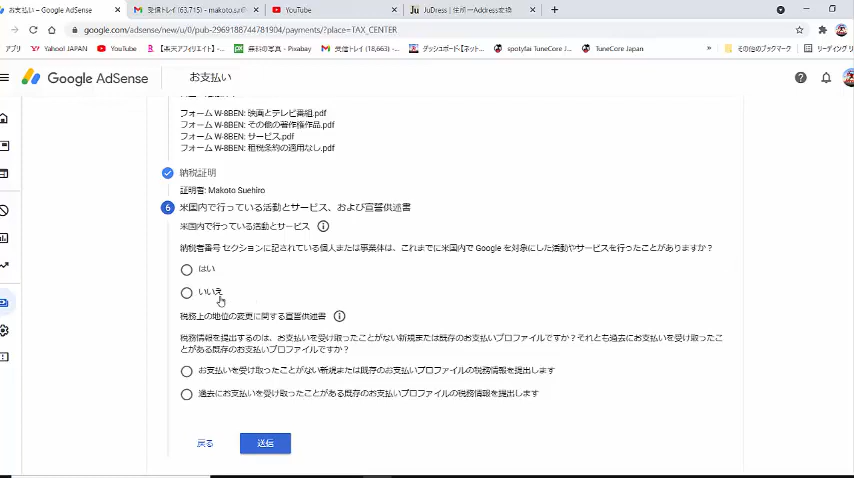 お支払い – Google AdSense
受信トレイ (63,715) - makoto.s
YouTube
JuDress | 住所→Address変換
google.com/adsense/new/u/0/pub-2969188744781904/payments/?place=TAX_CENTER
アプリ Yahoo! JAPAN YouTube 【楽天アフィリエイト】- 無料の写真 - Pixabay 受信トレイ (18,663) -... ダッシュボード-【ネット... spotyfai TuneCore J... TuneCore Japan » その他のブックマーク リーディング リ
Google AdSense お支払い
フォーム W-8BEN: 映画とテレビ番組.pdf
フォーム W-8BEN: その他の著作権作品.pdf
フォーム W-8BEN: サービス.pdf
フォーム W-8BEN: 租税条約の適用なし.pdf
納税証明
証明者: Makoto Suehiro
6 米国内で行っている活動とサービス、および宣誓供述書
米国内で行っている活動とサービス
納税者番号 セクションに記されている個人または事業体は、これまでに米国内で Google を対象にした活動やサービスを行ったことがありますか？
はい
いいえ
税務上の地位の変更に関する宣誓供述書
税務情報を提出するのは、お支払いを受け取ったことがない新規または既存のお支払いプロファイルですか？それとも過去にお支払いを受け取ったこ
とがある既存のお支払いプロファイルですか？
お支払いを受け取ったことがない新規または既存のお支払いプロファイルの税務情報を提出します
過去にお支払いを受け取ったことがある既存のお支払いプロファイルの税務情報を提出します
戻る 送信